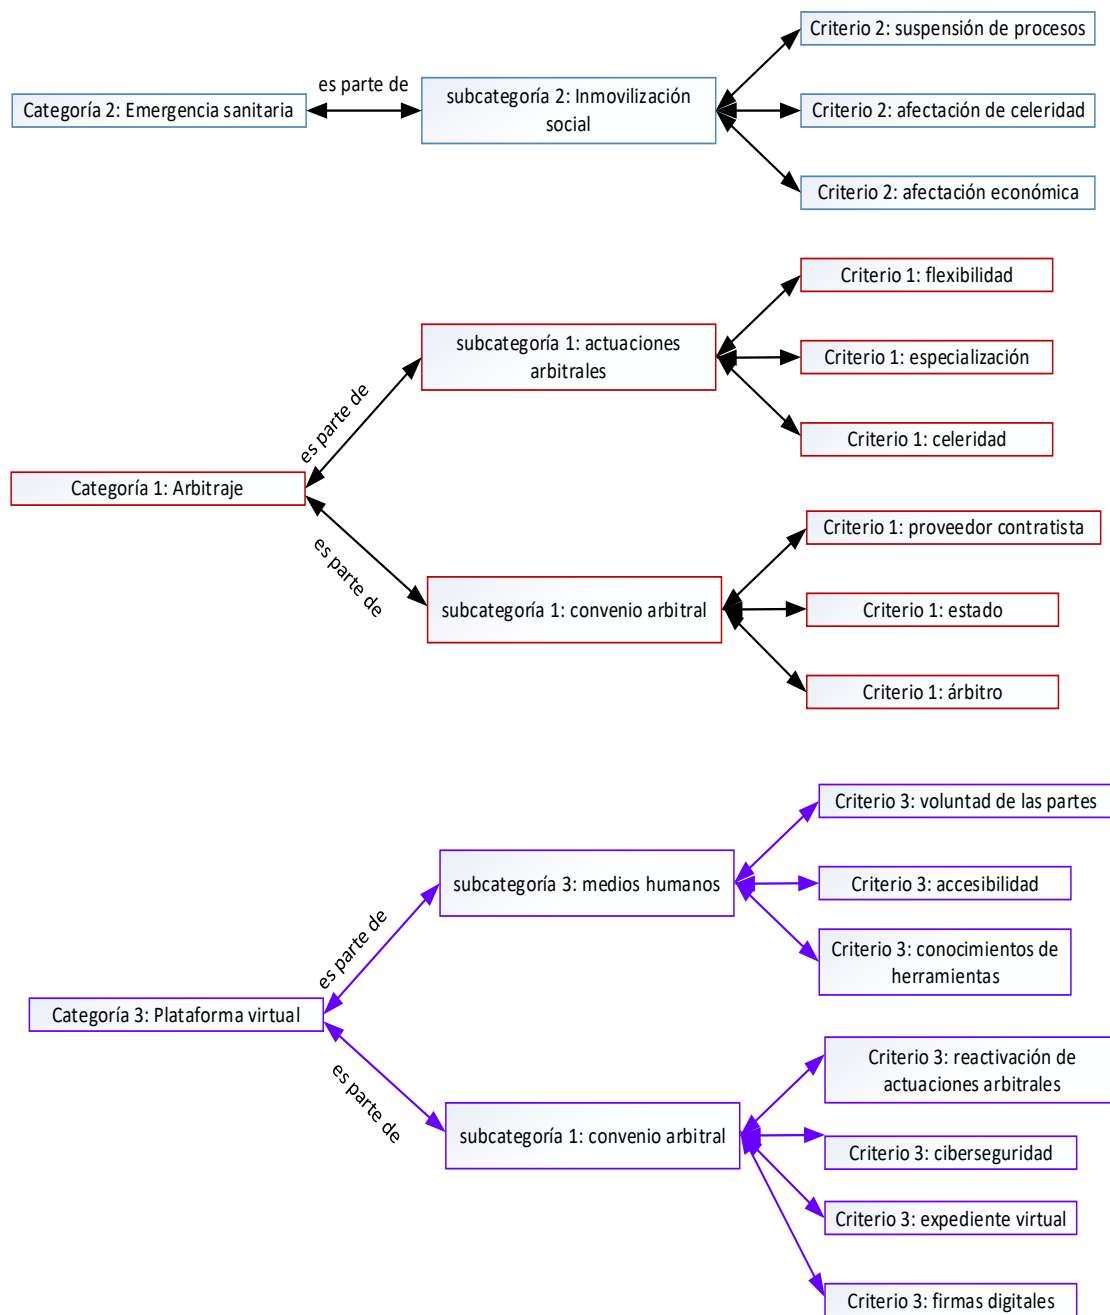 Criterio 2: suspensión de procesos
es parte de
Categoría 2: Emergencia sanitaria
subcategoría 2: Inmovilización
social
Criterio 2: afectación de celeridad
Criterio 2: afectación económica
Criterio 1: flexibilidad
subcategoría 1: actuaciones
arbitrales
Criterio 1: especialización
es parte de
Criterio 1: celeridad
Categoría 1: Arbitraje
Criterio 1: proveedor contratista
es parte de
subcategoría 1: convenio arbitral
Criterio 1: estado
Criterio 1: árbitro
Criterio 3: voluntad de las partes
subcategoría 3: medios humanos
Criterio 3: accesibilidad
es parte de
Criterio 3: conocimientos de
herramientas
Categoría 3: Plataforma virtual
Criterio 3: reactivación de
actuaciones arbitrales
es parte de
subcategoría 1: convenio arbitral
Criterio 3: ciberseguridad
Criterio 3: expediente virtual
Criterio 3: firmas digitales